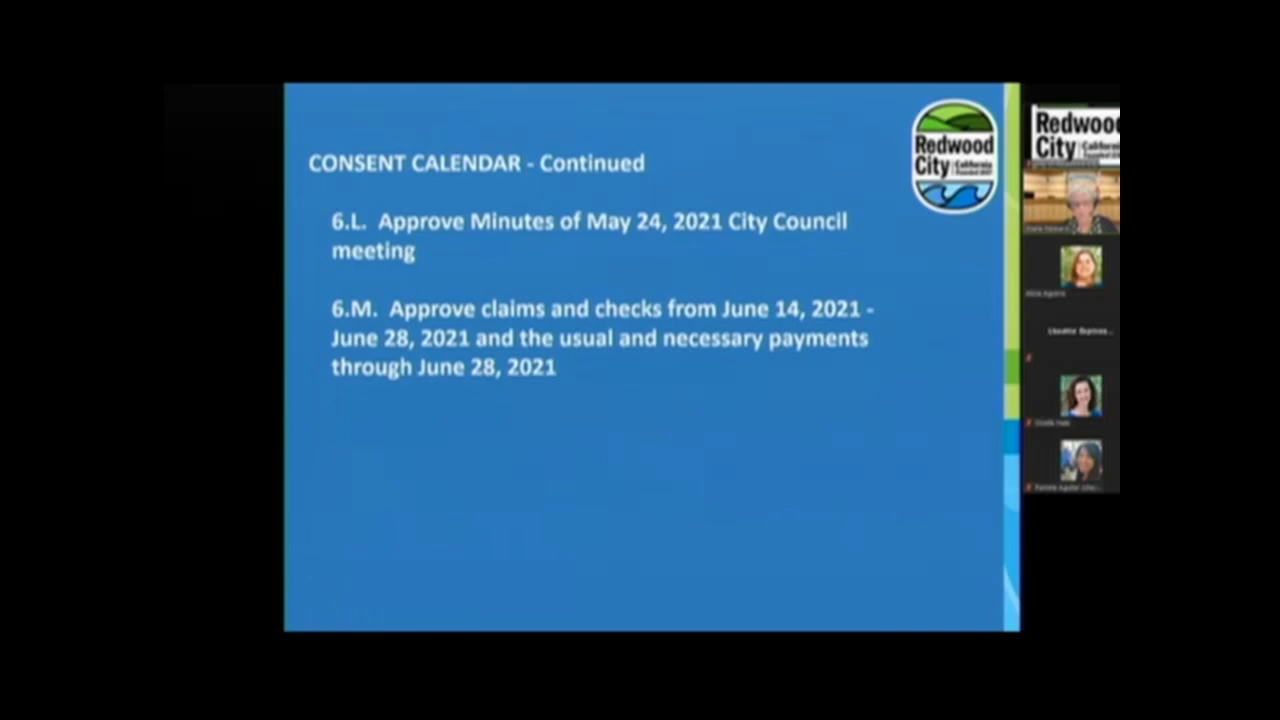 CONSENT CALENDAR - Continued
6.L. Approve Minutes of May 24, 2021 City Council
meeting
6.M. Approve claims and checks from June 14, 2021 -
June 28, 2021 and the usual and necessary payments
through June 28, 2021
Redwood
City California
Redwoo
City